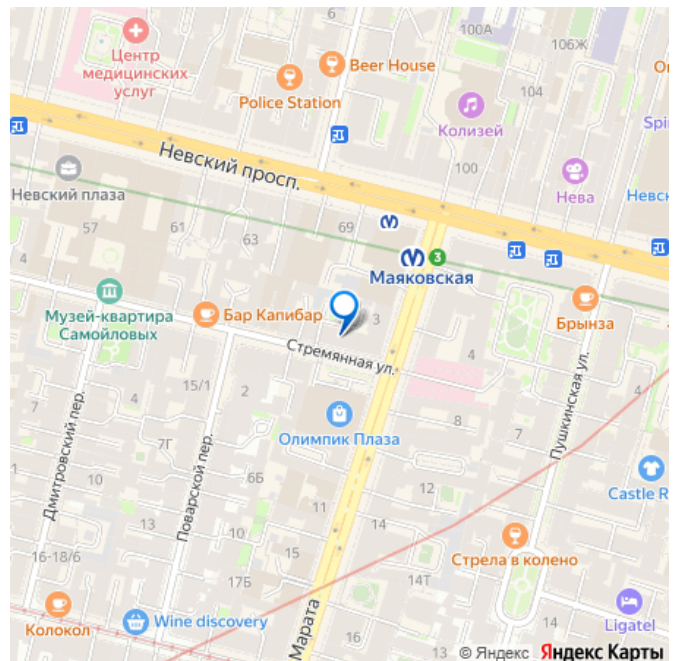 100А
106Ж
Центр
медицинских
услуг
Beer House
Police Station
104
Колизей
Spi
100
Невский просп.
Невский плаза
Нева
Невск
57
61
63
69
4
Маяковская
3
Музей-квартира
Самойловых
Бар Капибар
3
Брынза
Стремянная ул.
4
4
15/1
2
7
Олимпик Плаза
8
7
Пушкинская ул.
7Г
Дмитровский пер.
Поварской пер.
10
6Б
12
Castle R
11
13
10
14
15
Стрела в колено
16-18/6
17Б
14Т
Колокол
Wine discovery
Марата
16
13
14
Ligatel
© Яндекс Яндекс Карты